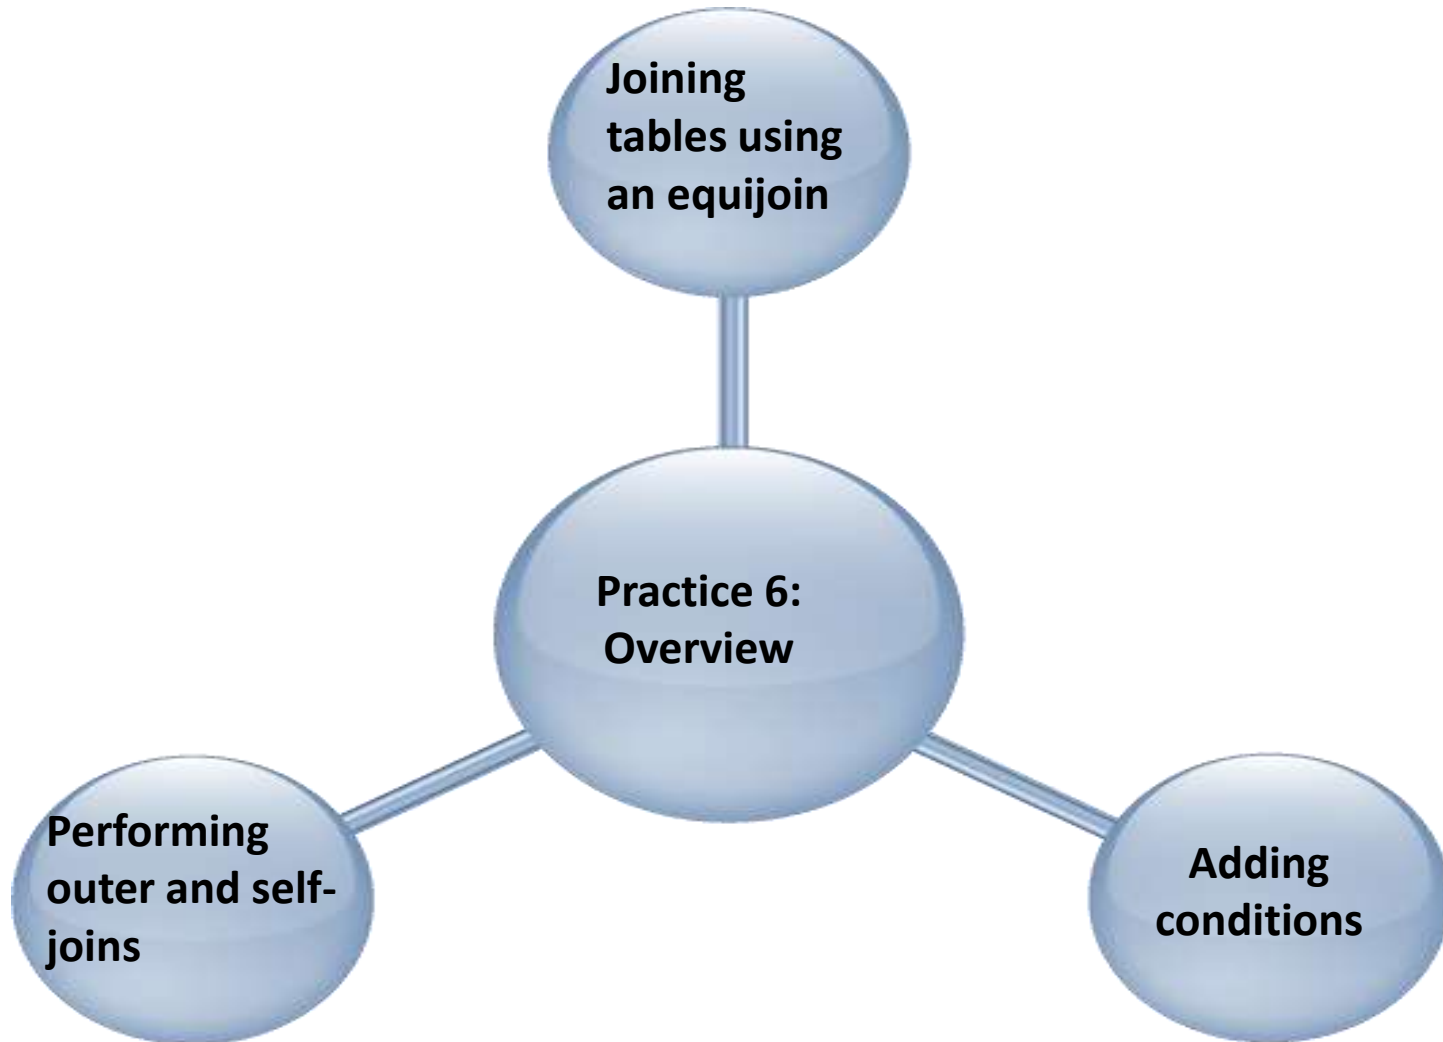 Joining
tables using
an equijoin
Practice 6:
Overview
Performing
outer and self-
joins
Adding
conditions